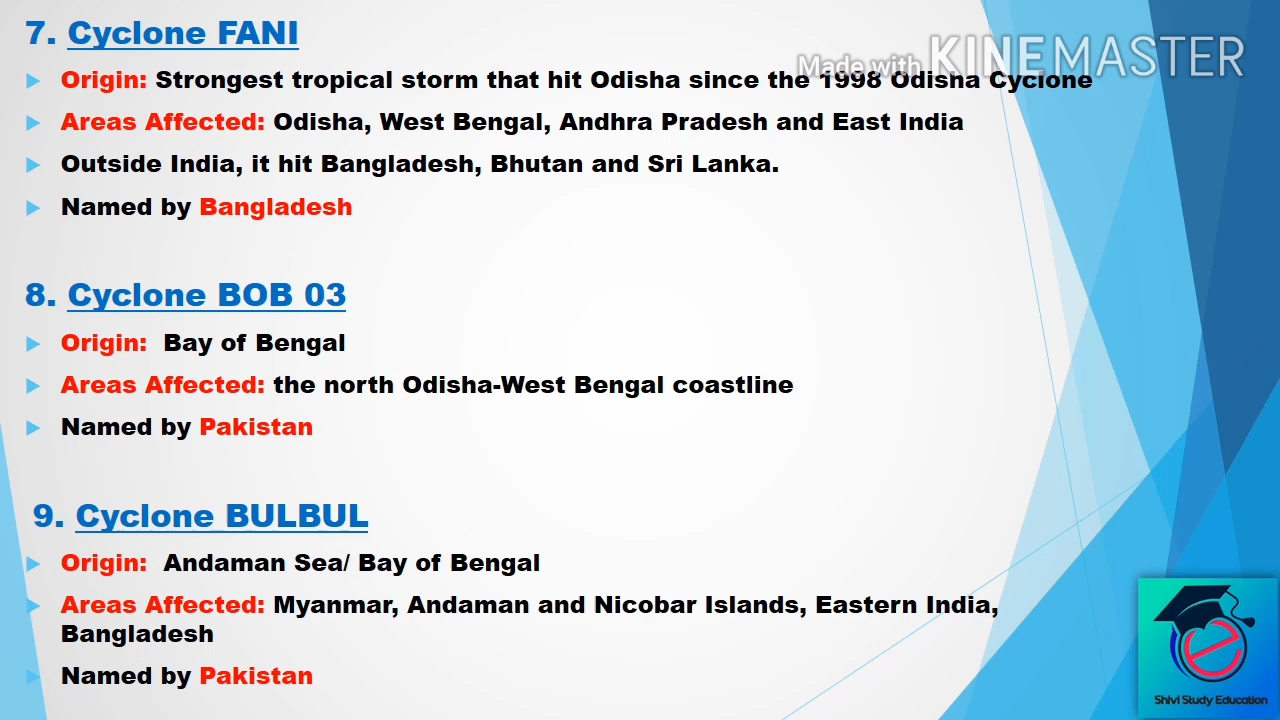 7. Cyclone FANI
Made with KINEMASTER
Origin: Strongest tropical storm that hit Odisha since the 1998 Odisha Cyclone
Areas Affected: Odisha, West Bengal, Andhra Pradesh and East India
Outside India, it hit Bangladesh, Bhutan and Sri Lanka.
Named by Bangladesh
8. Cyclone BOB 03
Origin: Bay of Bengal
Areas Affected: the north Odisha-West Bengal coastline
Named by Pakistan
9. Cyclone BULBUL
Origin: Andaman Sea/ Bay of Bengal
Areas Affected: Myanmar, Andaman and Nicobar Islands, Eastern India,
Bangladesh
Named by Pakistan
Shivi Study Education